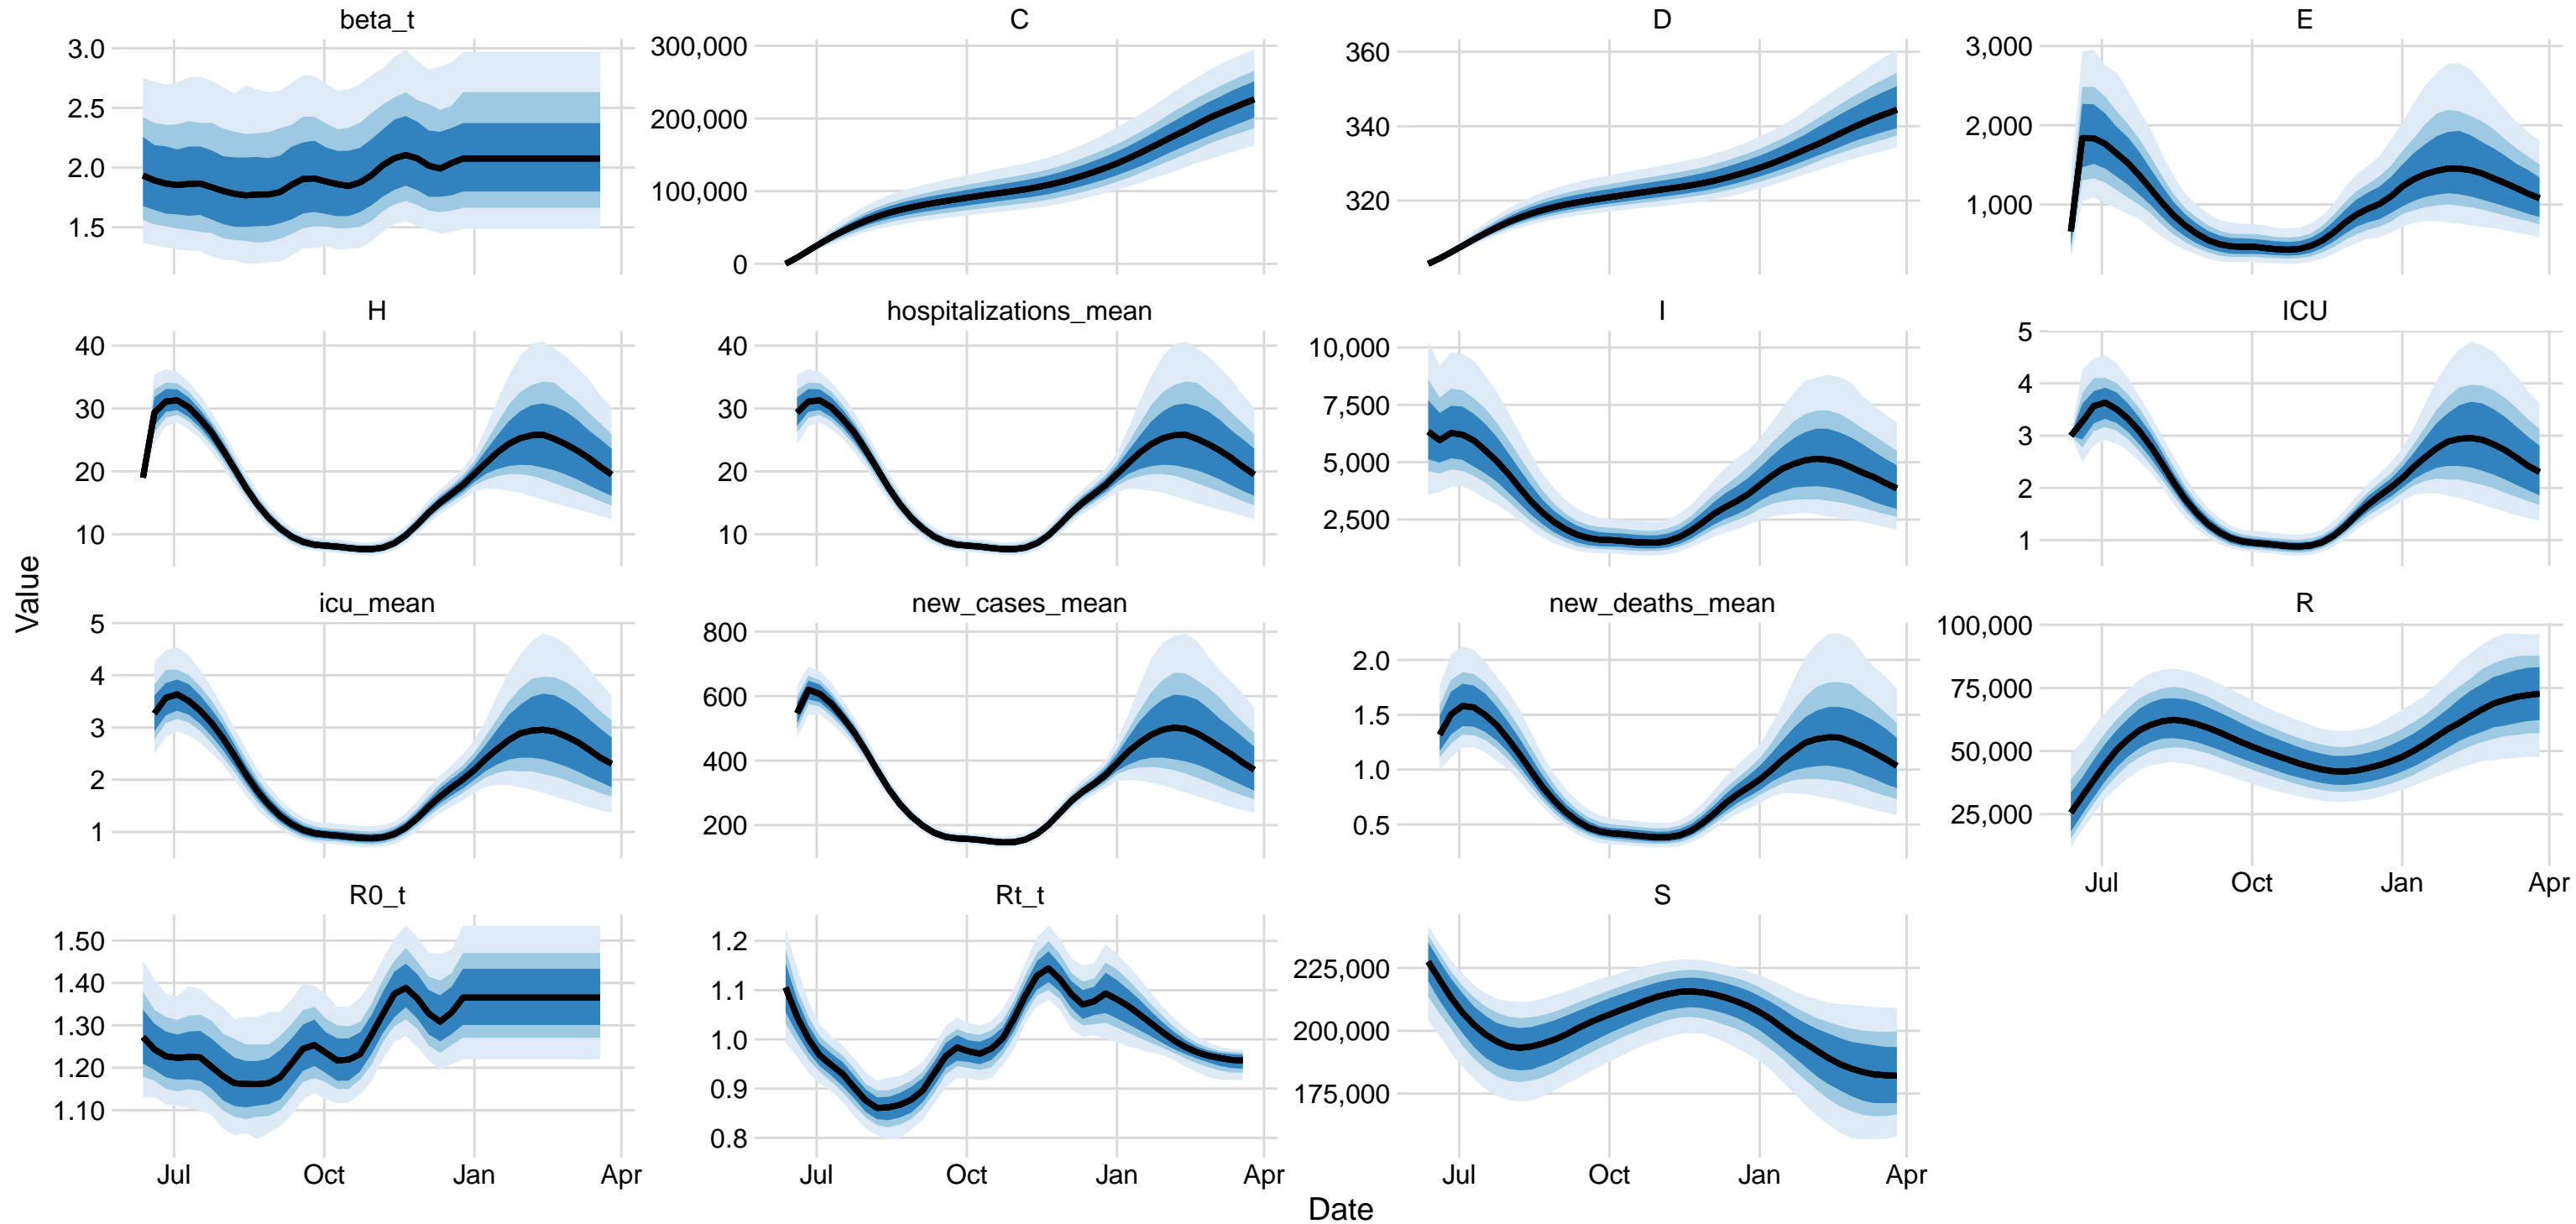 beta_t
C
D
E
3.0
2.5
2.0
1.5
300,000
200,000
100,000
0
360
340
320
3,000
2,000
1,000
H
hospitalizations_mean
I
ICU
40
30
20
10
40
30
20
10
10,000
7,500
5,000
2,500
5
4
3
2
1
Value
icu_mean
new_cases_mean
new_deaths_mean
R
5
4
3
2
1
800
600
400
200
2.0
1.5
1.0
0.5
100,000
75,000
50,000
25,000
Jul Oct Jan Apr
R0_t
Rt_t
S
1.50
1.40
1.30
1.20
1.10
1.2
1.1
1.0
0.9
0.8
225,000
200,000
175,000
Jul Oct Jan Apr
Jul Oct Jan Apr
Jul Oct Jan Apr
Date